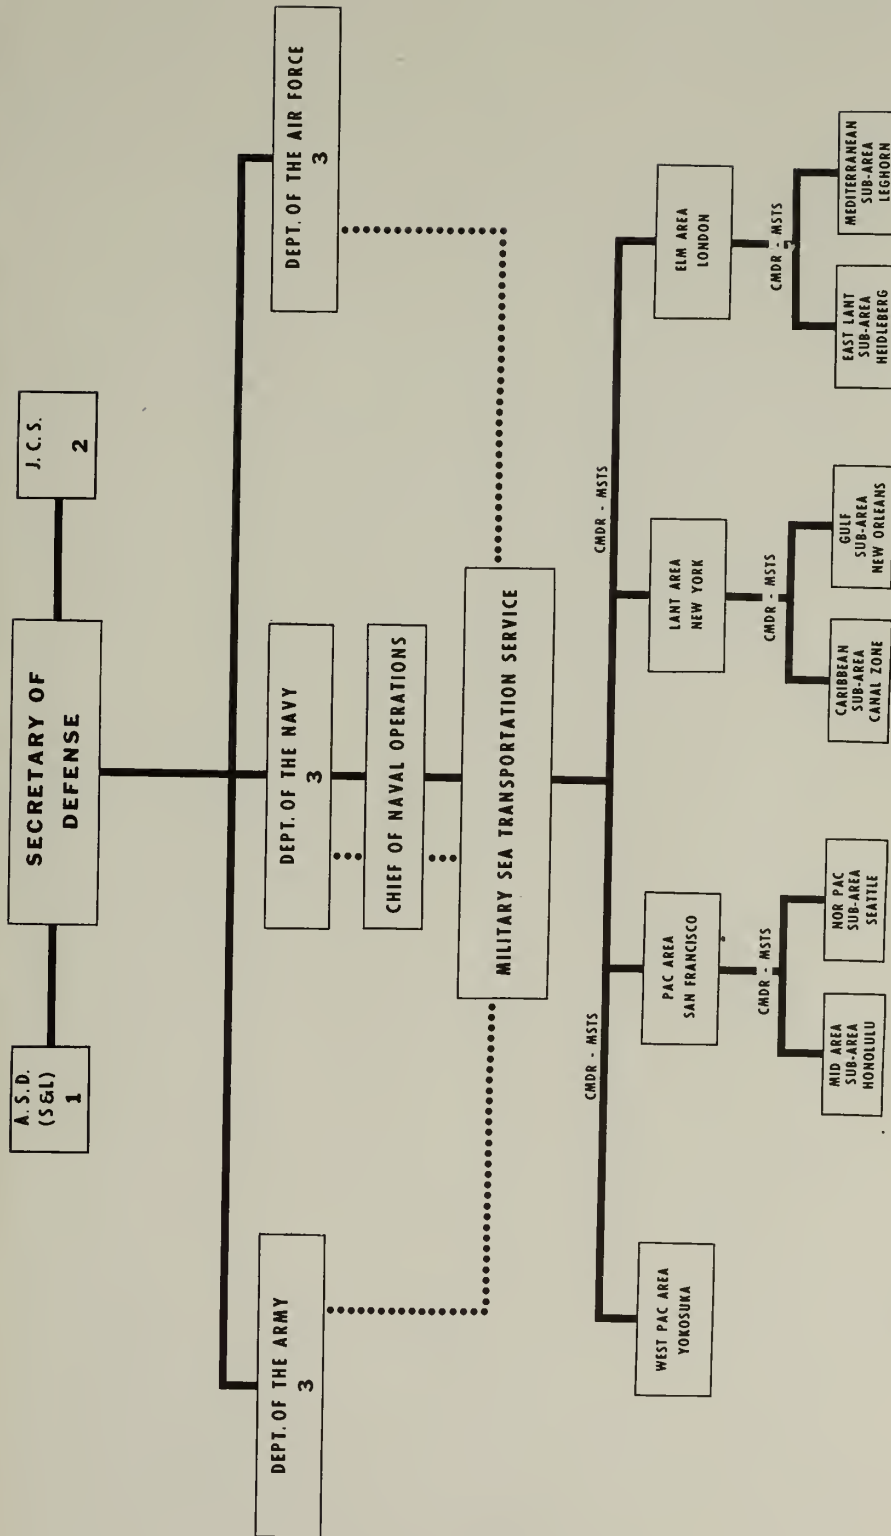 SECRETARY OF
DEFENSE
A.S.D.
(S&L)
1
J.C.S.
2
DEPT. OF THE ARMY
3
DEPT. OF THE NAVY
3
DEPT. OF THE AIR FORCE
3
CHIEF OF NAVAL OPERATIONS
MILITARY SEA TRANSPORTATION SERVICE
CMDR - MSTS
CMDR - MSTS
WEST PAC AREA
YOKOSUKA
PAC AREA
SAN FRANCISCO
LANT AREA
NEW YORK
ELM AREA
LONDON
CMDR - MSTS
CMDR - MSTS
CMDR - MSTS
MID AREA
SUB-AREA
HONOLULU
NOR PAC
SUB-AREA
SEATTLE
CARIBBEAN
SUB-AREA
CANAL ZONE
GULF
SUB-AREA
NEW ORLEANS
EAST LANT
SUB-AREA
HEIDLEBERG
MEDITERRANEAN
SUB-AREA
LEGHORN